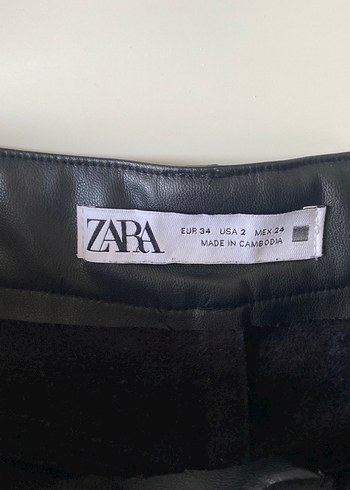 ZARA
EUR 34 USA 2 MEX 24
MADE IN CAMBODIA